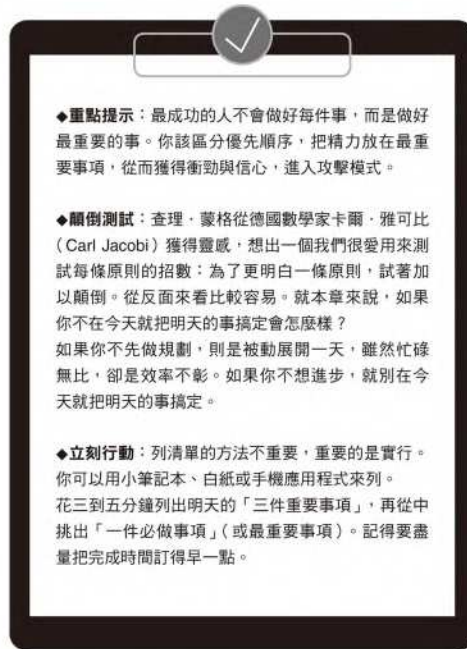 ◆重點提示：最成功的人不會做好每件事，而是做好
最重要的事。你該區分優先順序，把精力放在最重
要事項，從而獲得衝勁與信心，進入攻擊模式。
◆顛倒測試：查理．蒙格從德國數學家卡爾．雅可比
（Carl Jacobi）獲得靈感，想出一個我們很愛用來測
試每條原則的招數：為了更明白一條原則，試著加
以顛倒。從反面來看比較容易。就本章來說，如果
你不在今天就把明天的事搞定會怎麼樣？
如果你不先做規劃，則是被動展開一天，雖然忙碌
無比，卻是效率不彰。如果你不想進步，就別在今
天就把明天的事搞定。
◆立刻行動：列清單的方法不重要，重要的是實行。
你可以用小筆記本、白紙或手機應用程式來列。
花三到五分鐘列出明天的「三件重要事項」，再從中
挑出「一件必做事項」（或最重要事項）。記得要盡
量把完成時間訂得早一點。